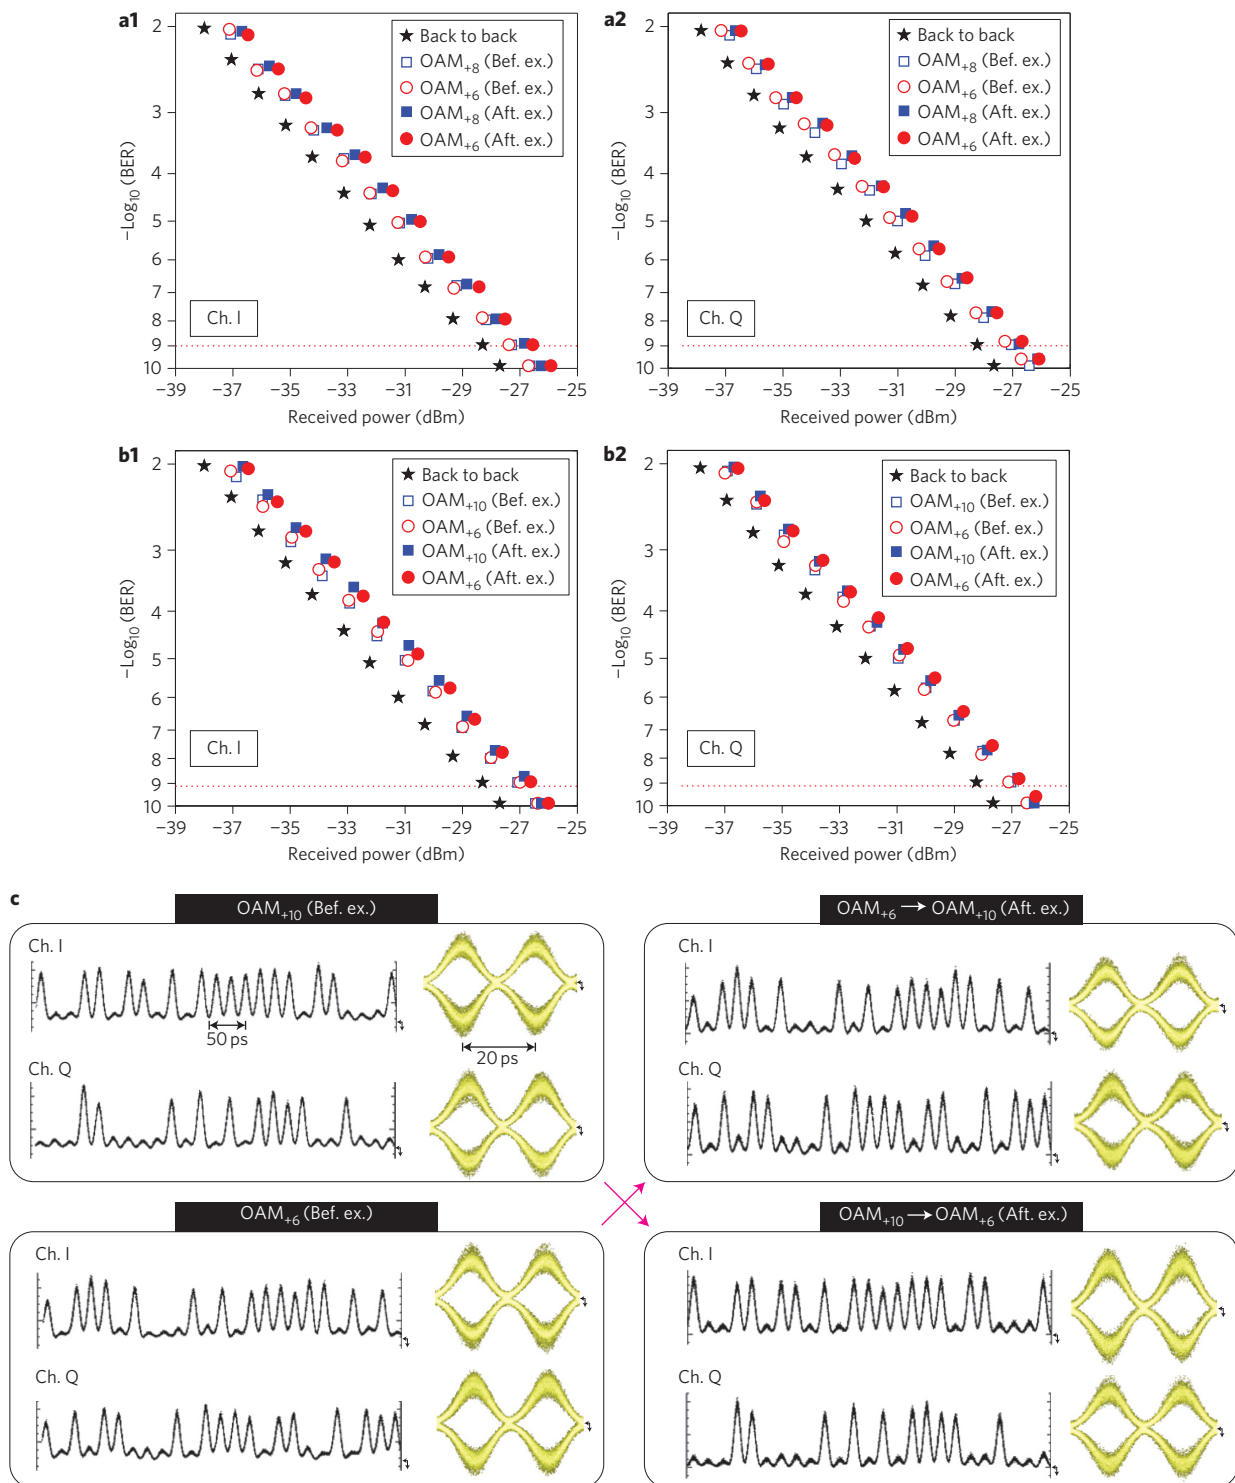 a1
2
3
4
5
6
7
8
9
10
−Log10 (BER)
Back to back
OAM+8 (Bef. ex.)
OAM+6 (Bef. ex.)
OAM+8 (Aft. ex.)
OAM+6 (Aft. ex.)
Ch. I
−39 −37 −35 −33 −31 −29 −27 −25
Received power (dBm)
a2
2
3
4
5
6
7
8
9
10
−Log10 (BER)
Back to back
OAM+8 (Bef. ex.)
OAM+6 (Bef. ex.)
OAM+8 (Aft. ex.)
OAM+6 (Aft. ex.)
Ch. Q
−39 −37 −35 −33 −31 −29 −27 −25
Received power (dBm)
b1
2
3
4
5
6
7
8
9
10
−Log10 (BER)
Back to back
OAM+10 (Bef. ex.)
OAM+6 (Bef. ex.)
OAM+10 (Aft. ex.)
OAM+6 (Aft. ex.)
Ch. I
−39 −37 −35 −33 −31 −29 −27 −25
Received power (dBm)
b2
2
3
4
5
6
7
8
9
10
−Log10 (BER)
Back to back
OAM+10 (Bef. ex.)
OAM+6 (Bef. ex.)
OAM+10 (Aft. ex.)
OAM+6 (Aft. ex.)
Ch. Q
−39 −37 −35 −33 −31 −29 −27 −25
Received power (dBm)
c
OAM+10 (Bef. ex.)
Ch. I
50 ps
20 ps
Ch. Q
OAM+6 → OAM+10 (Aft. ex.)
Ch. I
Ch. Q
OAM+6 (Bef. ex.)
Ch. I
Ch. Q
OAM+10 → OAM+6 (Aft. ex.)
Ch. I
Ch. Q